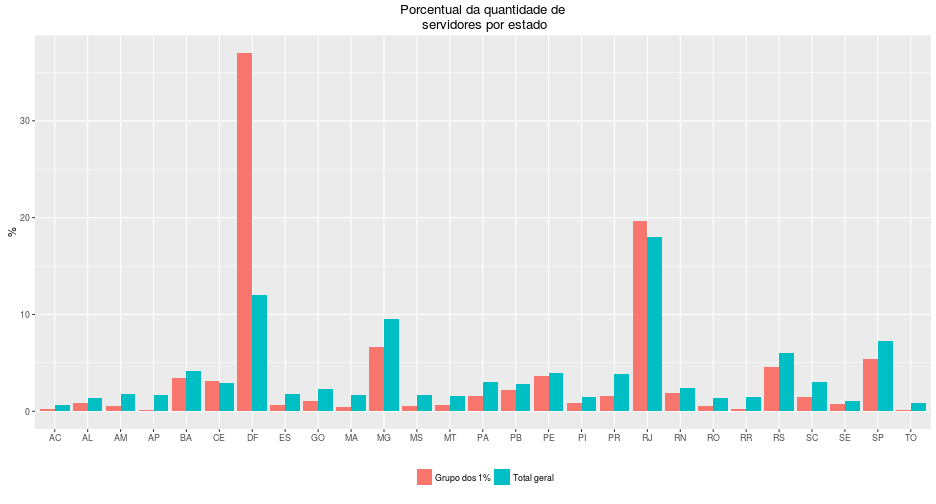 Porcentual da quantidade de
servidores por estado
%
30
20
10
0
AC AL AM AP BA CE DF ES GO MA MG MS MT PA PB PE PI PR RJ RN RO RR RS SC SE SP TO
Grupo dos 1% Total geral